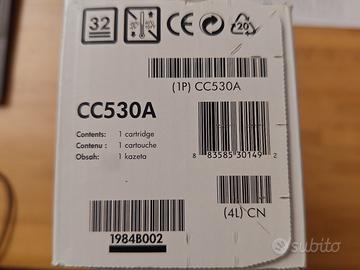 32
20
(1P) CC530A
CC530A
Contents: 1 cartridge
Contenu : 1 cartouche
Obsah: 1 kazeta
8 83585 30149 2
(4L) CN
1984B002
subito